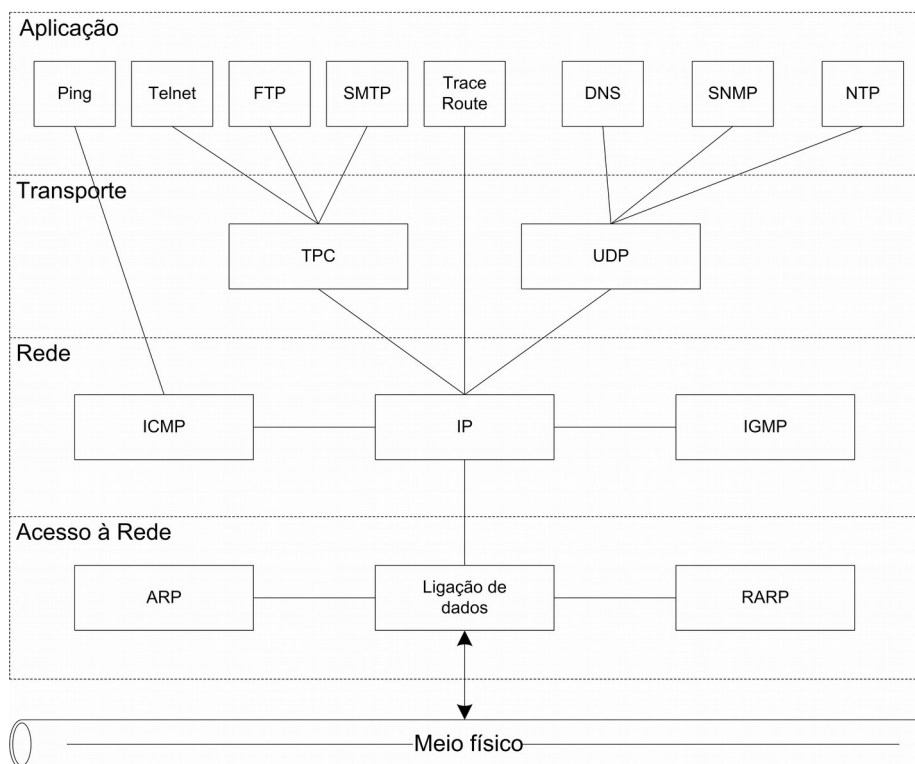 Aplicação
Ping
Telnet
FTP
SMTP
Trace
Route
DNS
SNMP
NTP
Transporte
TPC
UDP
Rede
ICMP
IP
IGMP
Acesso à Rede
ARP
Ligação de
dados
RARP
Meio físico